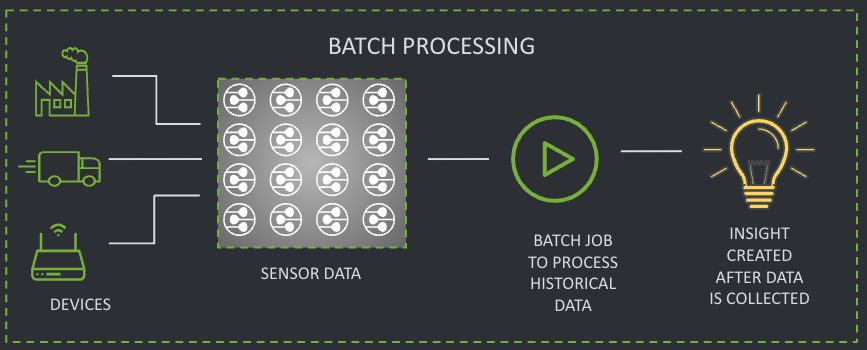 BATCH PROCESSING
DEVICES
SENSOR DATA
BATCH JOB
TO PROCESS
HISTORICAL
DATA
INSIGHT
CREATED
AFTER DATA
IS COLLECTED